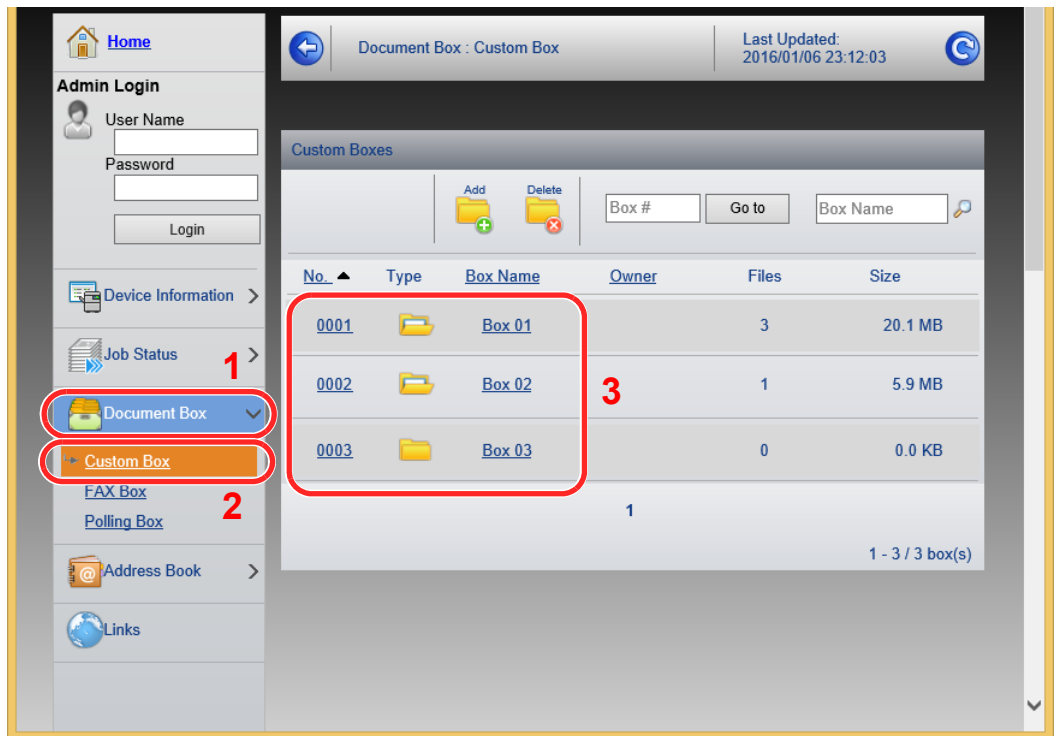 Home
Document Box : Custom Box
Last Updated:
2016/01/06 23:12:03
Admin Login
User Name
Password
Login
Device Information
Job Status
1
Document Box
Custom Box
2
FAX Box
Polling Box
Address Book
Links
Custom Boxes
Add Delete
Box # Go to Box Name
No. Type Box Name Owner Files Size
0001 Box 01 3 20.1 MB
0002 Box 02 1 5.9 MB
3
0003 Box 03 0 0.0 KB
1
1 - 3 / 3 box(s)